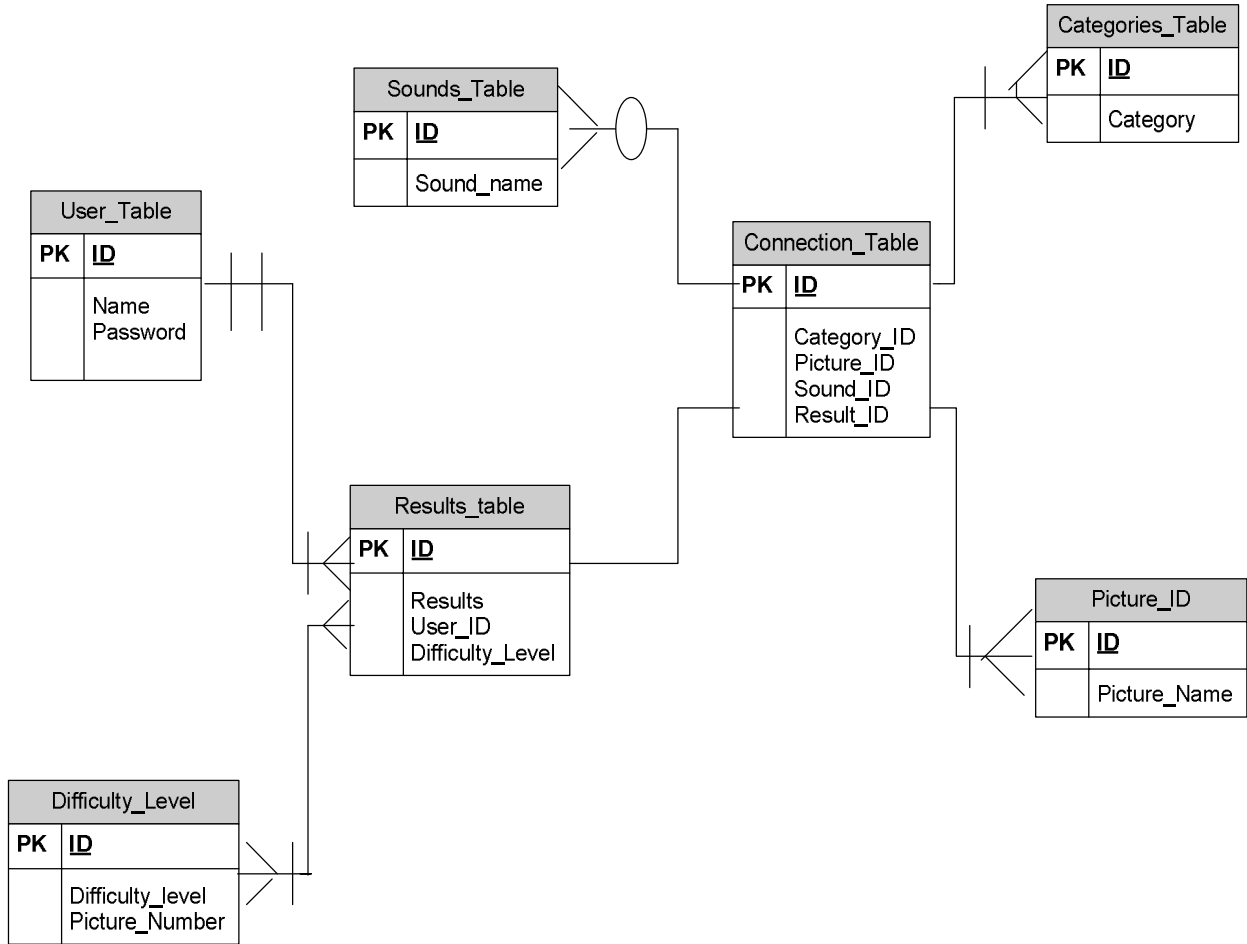 Categories_Table
PK ID
Category
Sounds_Table
PK ID
Sound_name
User_Table
PK ID
Name
Password
Connection_Table
PK ID
Category_ID
Picture_ID
Sound_ID
Result_ID
Results_table
PK ID
Results
User_ID
Difficulty_Level
Picture_ID
PK ID
Picture_Name
Difficulty_Level
PK ID
Difficulty_level
Picture_Number